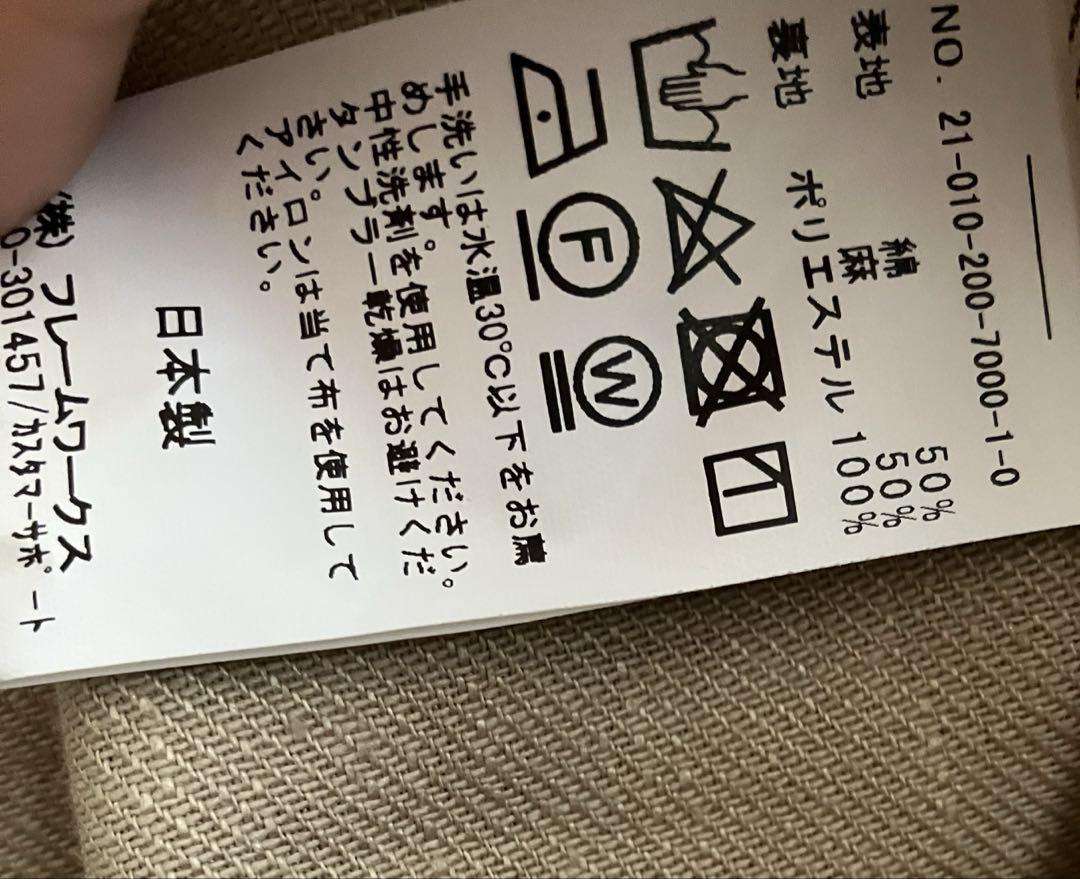 NO. 21-010-200-7000-1-0
表地 綿 50%
麻 50%
裏地 ポリエステル 100%
F W
手洗いは水温30°C以下をお薦
めします。
中性洗剤を使用してください。
タンブラー乾燥はお避けくだ
さい。
アイロンは当て布を使用して
ください。
日本製
(株) フレームワークス
0-301457/カスタマーサポート